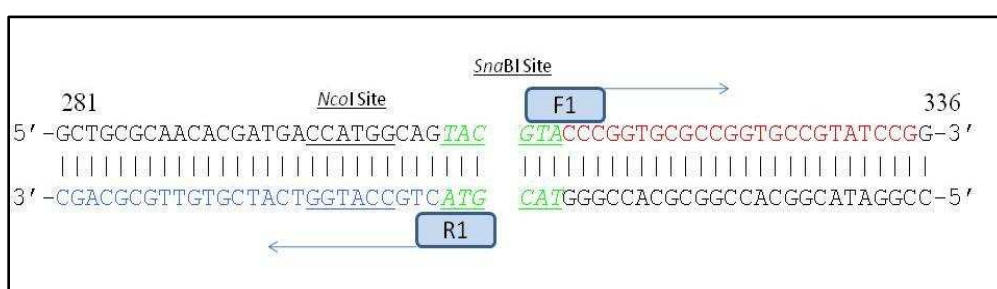 SnaBI Site
281 NcoI Site F1 336
5'-GCTGCGCAACACGATGACCATGGCAGTAC GTACCCGGTGCGCCGGTGCCGTATCCGG-3'
3'-CGACGCGTTGTGCTACTGGTACCGTCATG CATGGGCCACGCGGCCACGGCATAGGCC-5'
R1